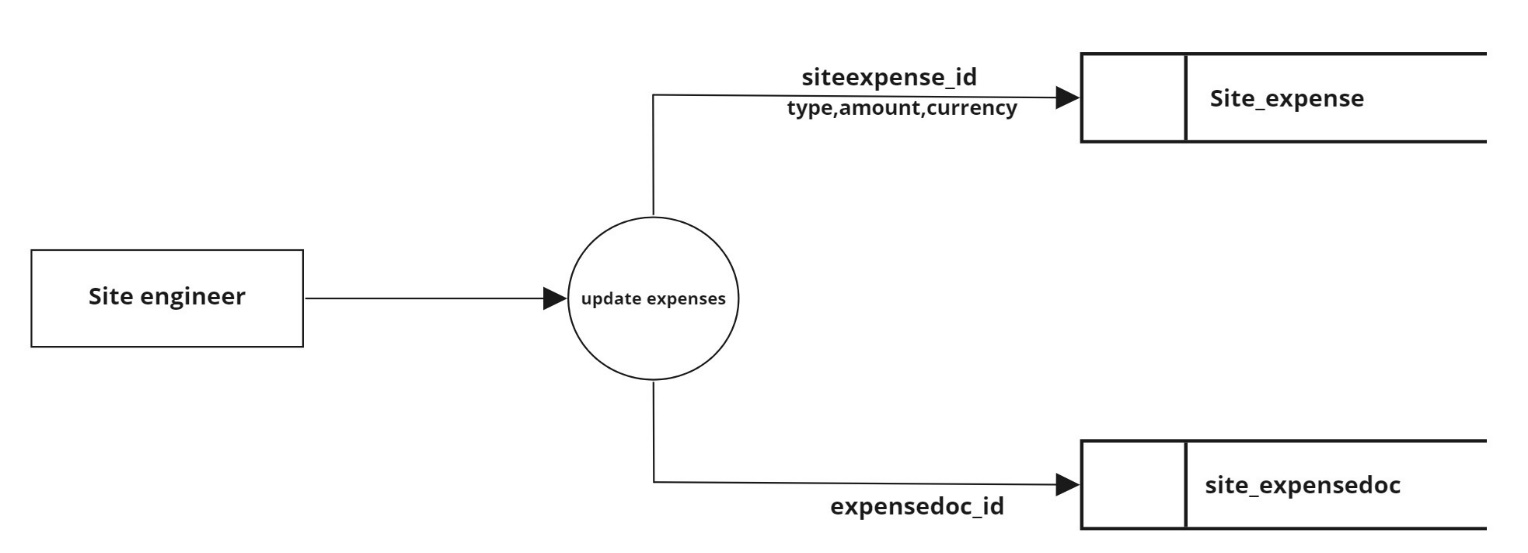 siteexpense_id
type,amount,currency
Site_expense
Site engineer
update expenses
expensedoc_id
site_expensedoc